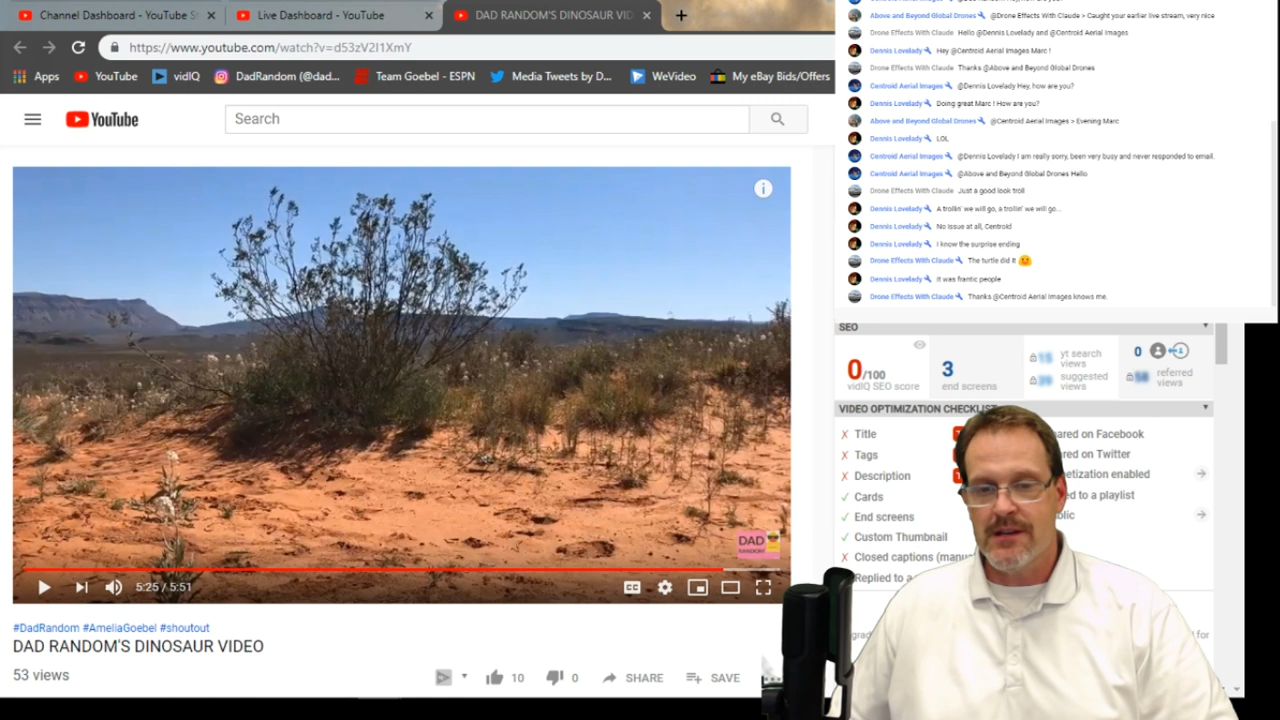 Channel Dashboard - YouTube S
Live Dashboard - YouTube
DAD RANDOM'S DINOSAUR VID
https://www.youtube.com/watch?v=d53zV2I1XmY
Apps
YouTube
vidIQ
DadRandom (@dad...
Team Goebel - ESPN
Media Tweets by D...
WeVideo
My eBay Bids/Offers
YouTube
Search
DAD
RANDOM!
5:25 / 5:51
CC
#DadRandom #AmeliaGoebel #shoutout
DAD RANDOM'S DINOSAUR VIDEO
53 views
10
0
SHARE
SAVE
Above and Beyond Global Drones @Drone Effects With Claude > Caught your earlier live stream, very nice
Drone Effects With Claude Hello @Dennis Lovelady and @Centroid Aerial Images
Dennis Lovelady Hey @Centroid Aerial Images Marc !
Drone Effects With Claude Thanks @Above and Beyond Global Drones
Centroid Aerial Images @Dennis Lovelady Hey, how are you?
Dennis Lovelady Doing great Marc ! How are you?
Above and Beyond Global Drones @Centroid Aerial Images > Evening Marc
Dennis Lovelady LOL
Centroid Aerial Images @Dennis Lovelady I am really sorry, been very busy and never responded to email.
Centroid Aerial Images @Above and Beyond Global Drones Hello
Drone Effects With Claude Just a good look troll
Dennis Lovelady A trollin' we will go, a trollin' we will go...
Dennis Lovelady No issue at all, Centroid
Dennis Lovelady I know the surprise ending
Drone Effects With Claude The turtle did it
Dennis Lovelady It was frantic people
Drone Effects With Claude Thanks @Centroid Aerial Images knows me.
SEO
0/100
vidIQ SEO score
3
end screens
15 yt search views
39 suggested views
0
58 referred views
VIDEO OPTIMIZATION CHECKLIST
Title
Tags
Description
Cards
End screens
Custom Thumbnail
Closed captions (manu
Replied to a
ared on Facebook
ared on Twitter
netization enabled
ed to a playlist
blic
grad
for